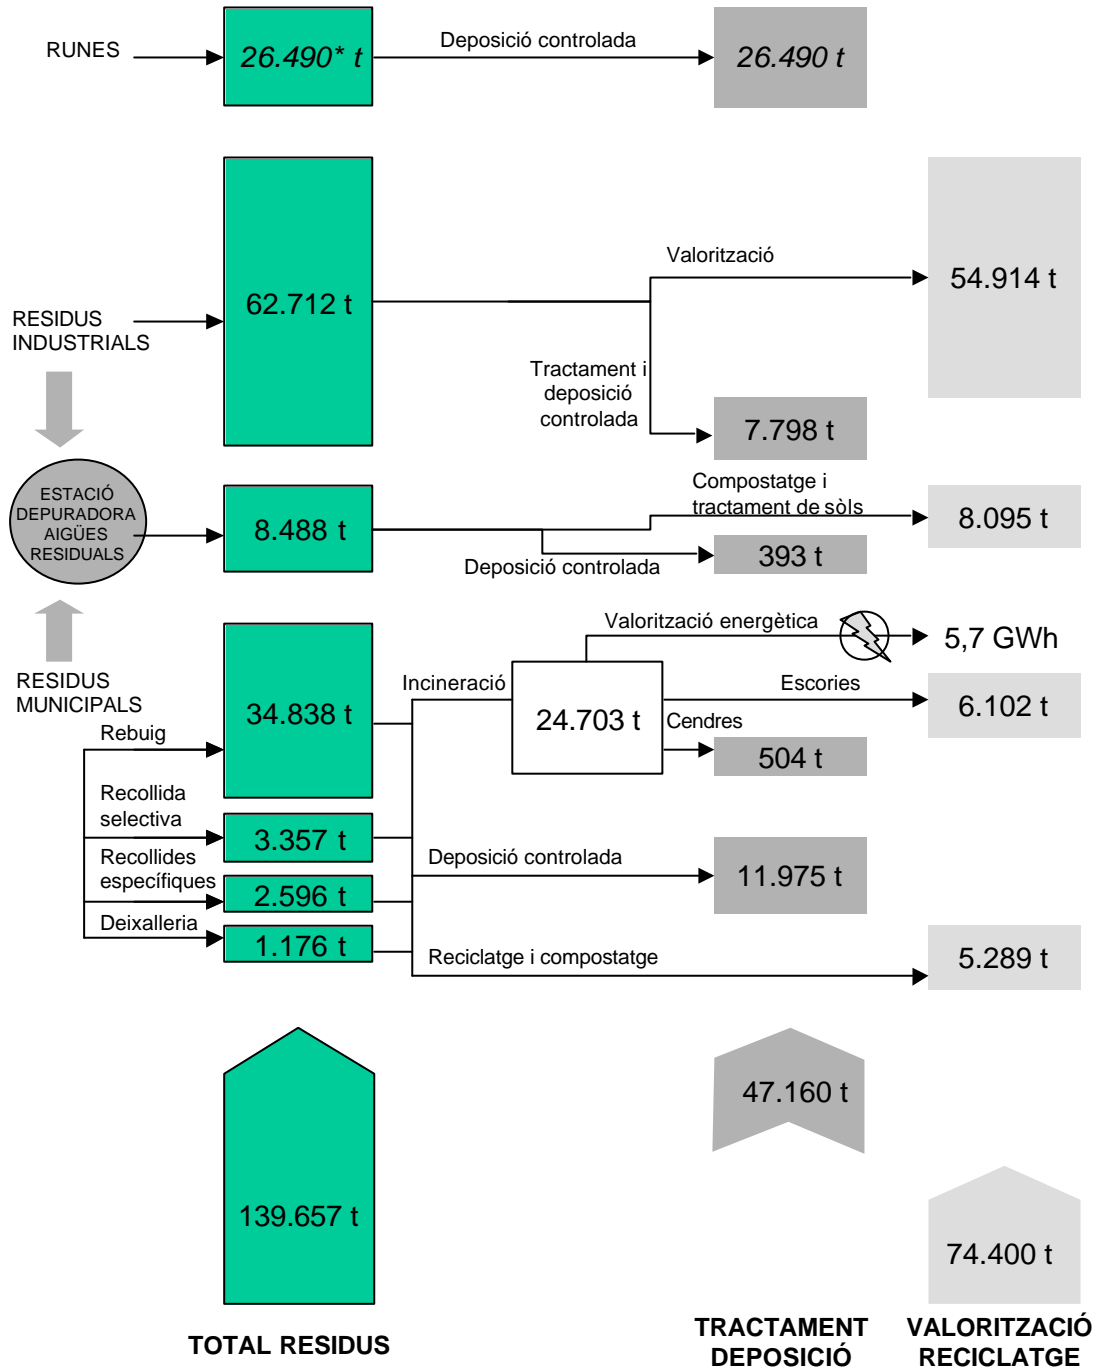 RUNES
26.490* t
Deposició controlada
26.490 t
RESIDUS
INDUSTRIALS
62.712 t
Valorització
54.914 t
Tractament i
deposició
controlada
7.798 t
ESTACIÓ
DEPURADORA
AIGÜES
RESIDUALS
8.488 t
Compostatge i
tractament de sòls
8.095 t
Deposició controlada
393 t
RESIDUS
MUNICIPALS
Rebuig
34.838 t
Incineració
24.703 t
Valorització energètica
5,7 GWh
Escories
6.102 t
Cendres
504 t
Recollida
selectiva
3.357 t
Recollides
específiques
2.596 t
Deixalleria
1.176 t
Deposició controlada
11.975 t
Reciclatge i compostatge
5.289 t
139.657 t
47.160 t
74.400 t
TOTAL RESIDUS
TRACTAMENT
DEPOSICIÓ
VALORITZACIÓ
RECICLATGE